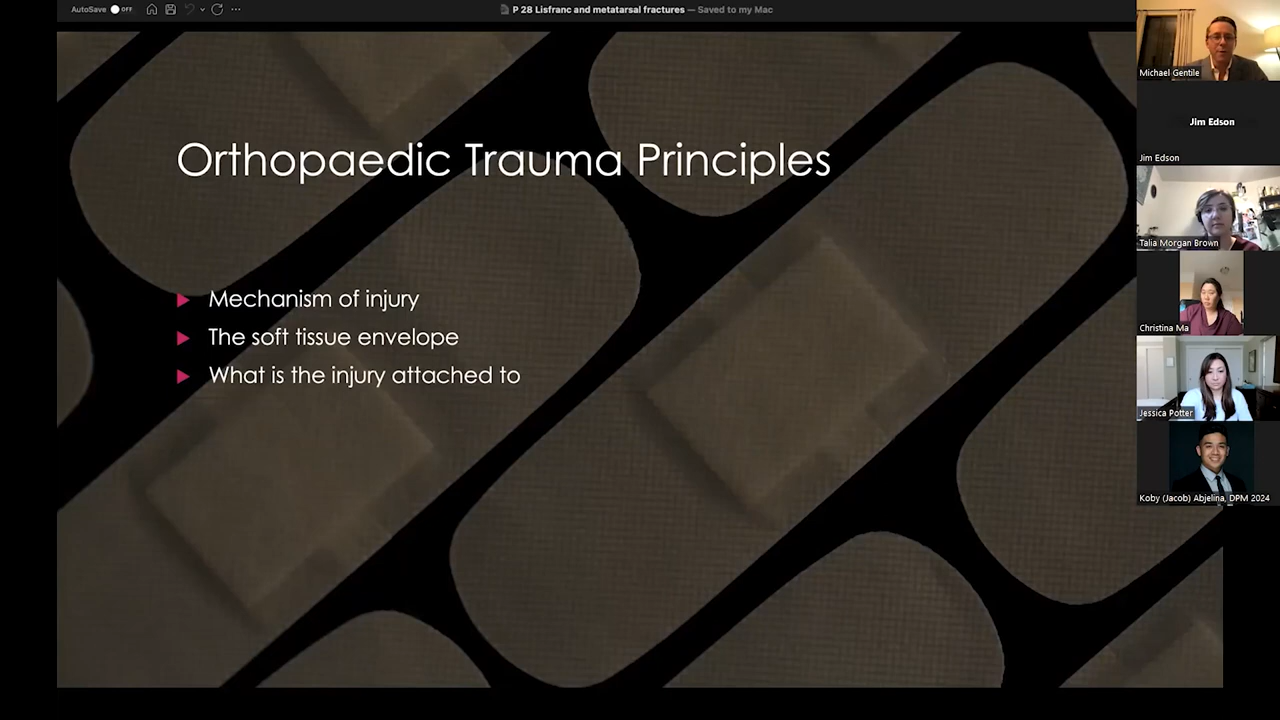 AutoSave OFF
P 28 Lisfranc and metatarsal fractures — Saved to my Mac
Orthopaedic Trauma Principles
Mechanism of injury
The soft tissue envelope
What is the injury attached to
Michael Gentile
Jim Edson
Jim Edson
Talia Morgan Brown
Christina Ma
Jessica Potter
Koby (Jacob) Abjelina, DPM 2024